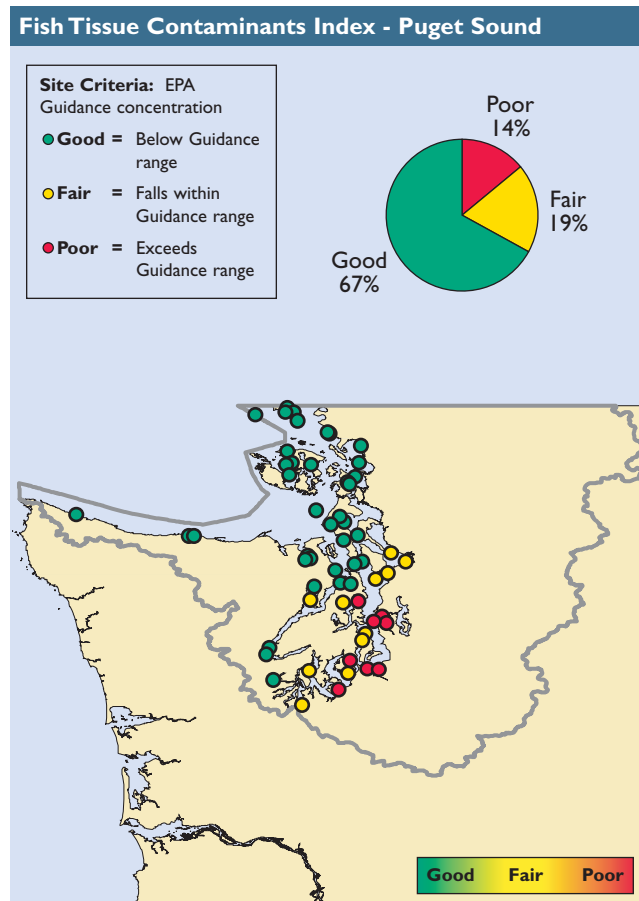 Fish Tissue Contaminants Index - Puget Sound
Site Criteria: EPA
Guidance concentration
Good = Below Guidance
range
Fair = Falls within
Guidance range
Poor = Exceeds
Guidance range
Poor
14%
Fair
19%
Good
67%
Good Fair Poor